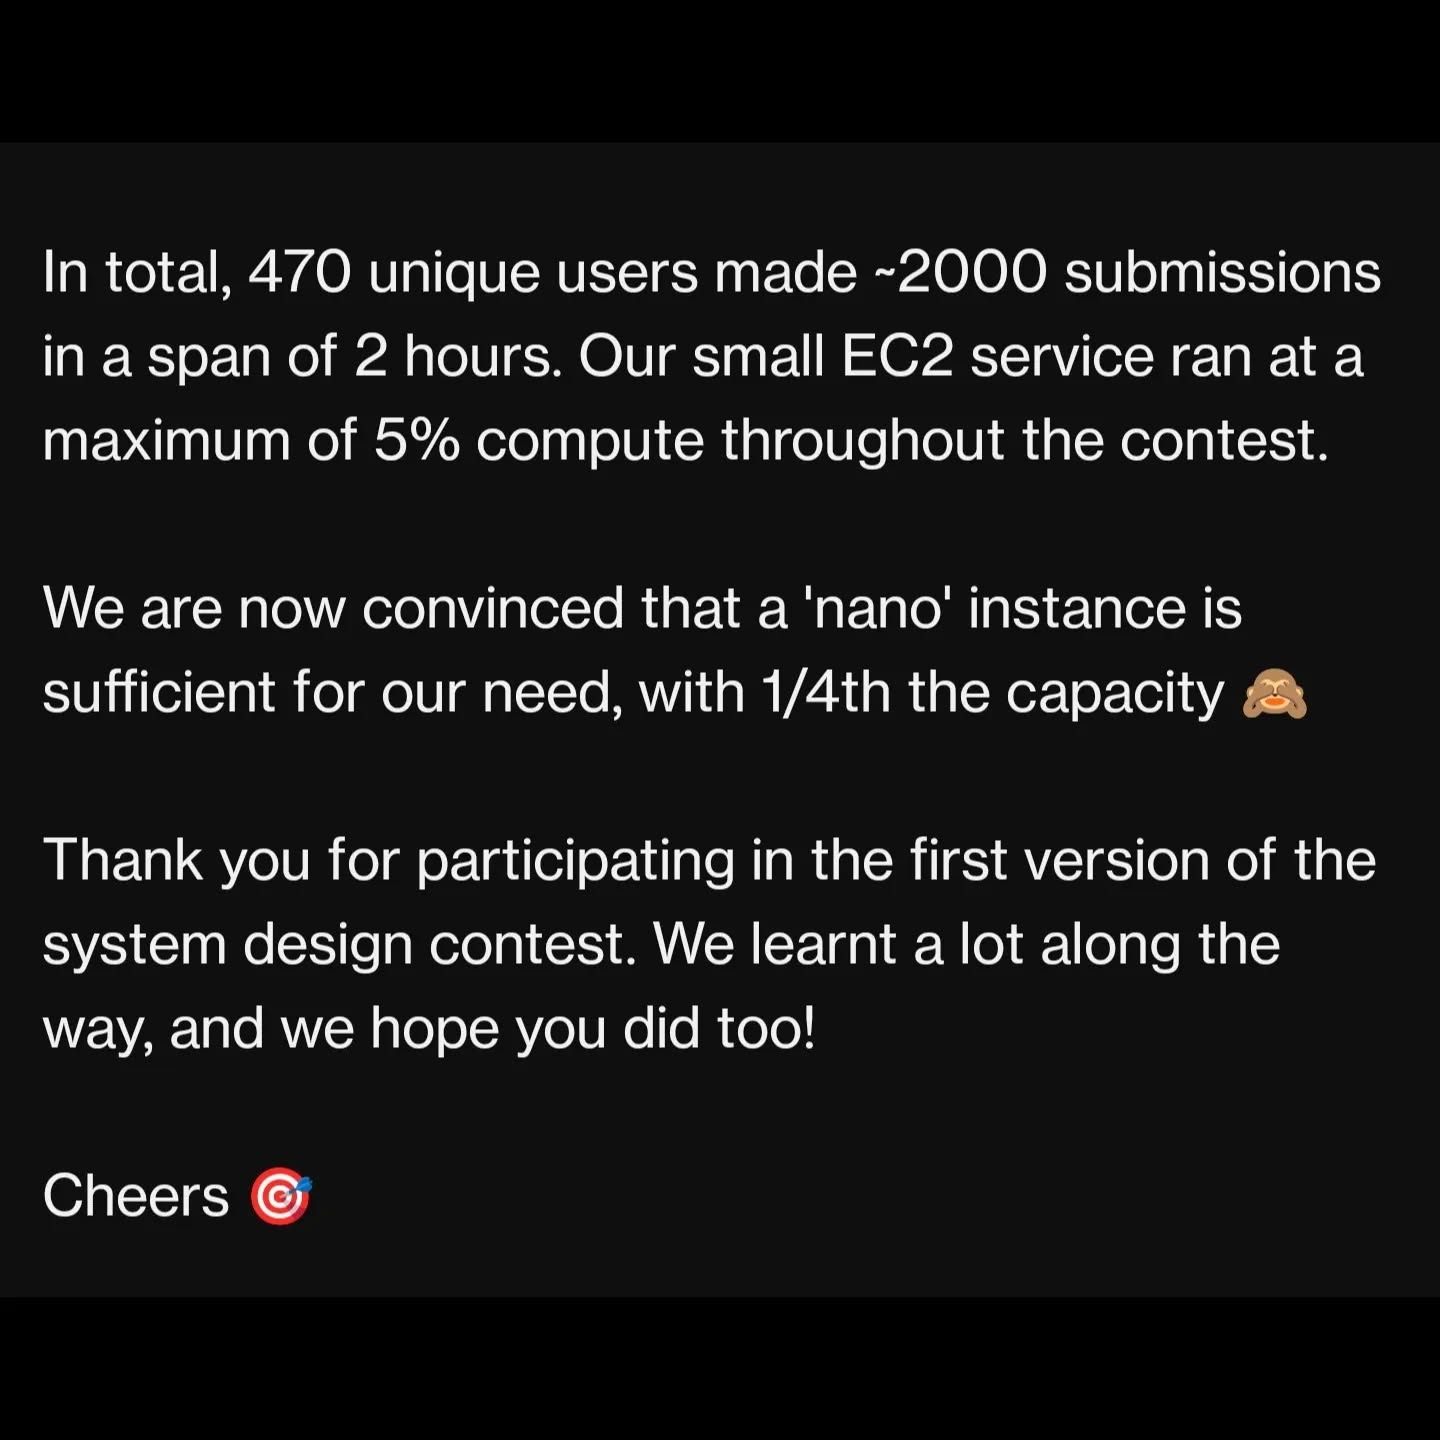 In total, 470 unique users made ~2000 submissions
in a span of 2 hours. Our small EC2 service ran at a
maximum of 5% compute throughout the contest.
We are now convinced that a 'nano' instance is
sufficient for our need, with 1/4th the capacity 🙈
Thank you for participating in the first version of the
system design contest. We learnt a lot along the
way, and we hope you did too!
Cheers 🎯